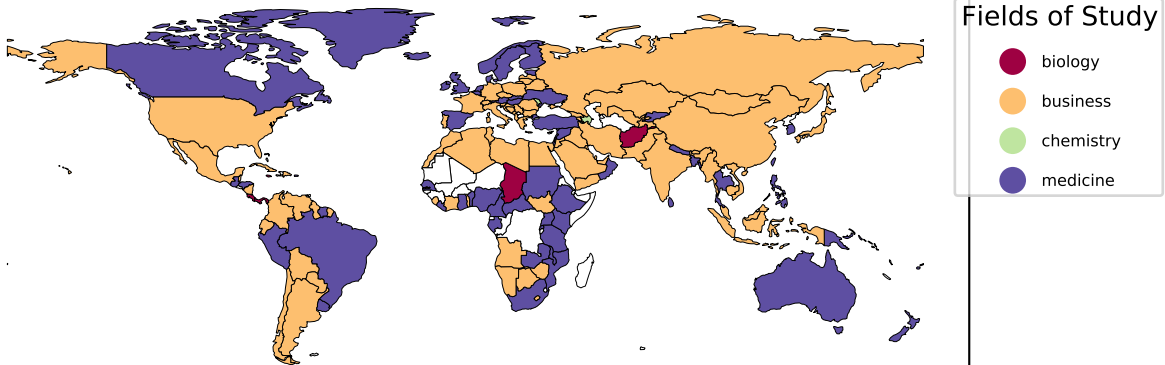 Fields of Study
biology
business
chemistry
medicine